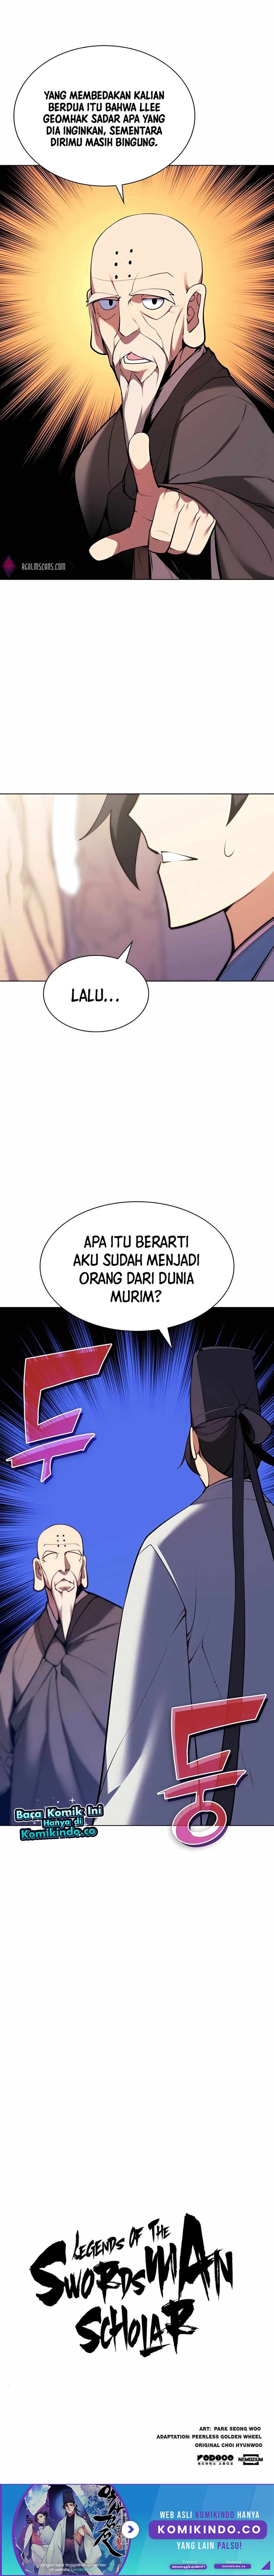 YANG MEMBEDAKAN KALIAN
BERDUA ITU BAHWA LLEE
GEOMHAK SADAR APA YANG
DIA INGINKAN, SEMENTARA
DIRIMU MASIH BINGUNG.
REALMSCANS.COM
LALU...
APA ITU BERARTI
AKU SUDAH MENJADI
ORANG DARI DUNIA
MURIM?
두
둥
Baca Komik Ini
Hanya di
Komikindo.co
LEGENDS OF THE
SWORDSMAN
SCHOLAR
ART: PARK SEONG WOO
ADAPTATION: PEERLESS GOLDEN WHEEL
ORIGINAL CHOI HYUNWOO
WEB ASLI KOMIKINDO HANYA
KOMIKINDO.CO
YANG LAIN PALSU!